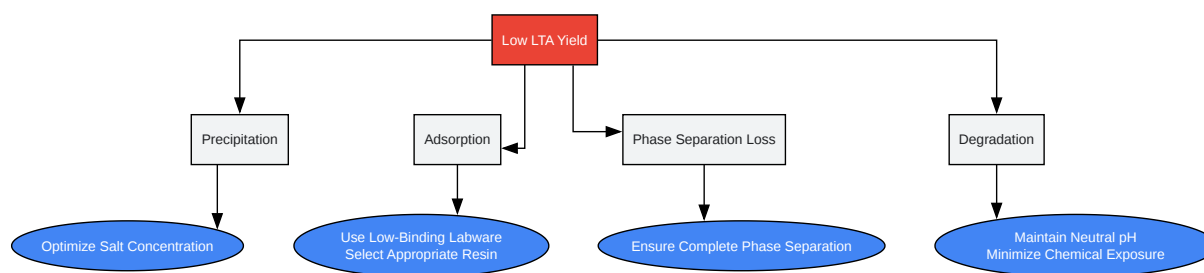 Low LTA Yield
Precipitation
Adsorption
Phase Separation Loss
Degradation
Optimize Salt Concentration
Use Low-Binding Labware
Select Appropriate Resin
Ensure Complete Phase Separation
Maintain Neutral pH
Minimize Chemical Exposure